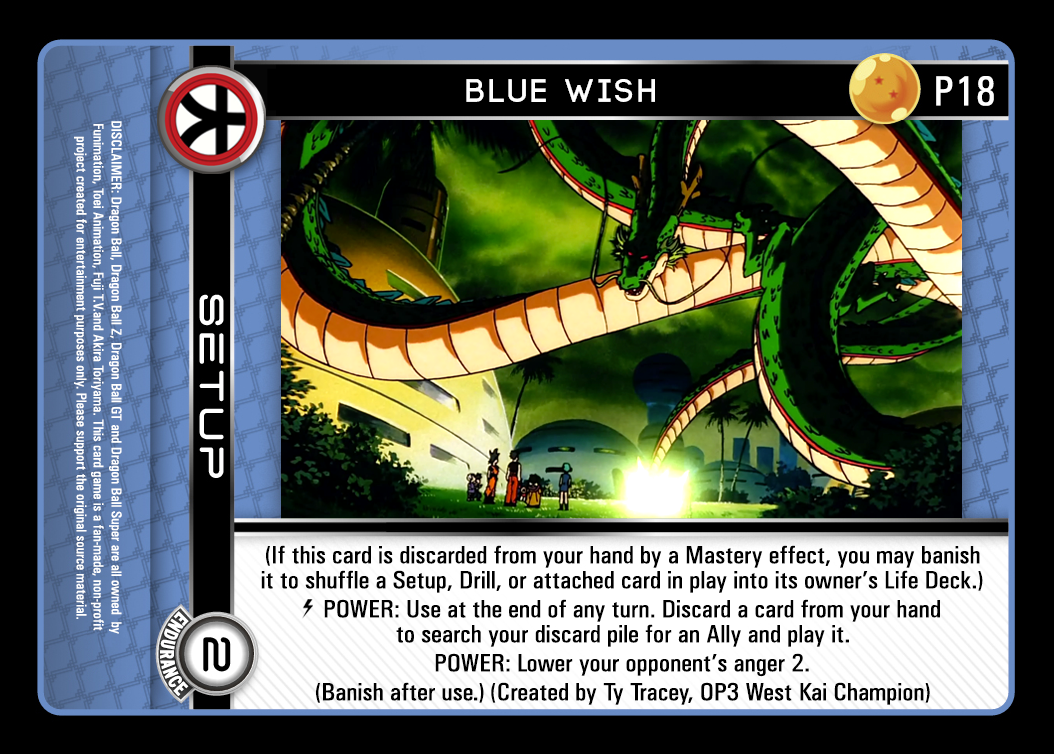 BLUE WISH
P18
SETUP
DISCLAIMER: Dragon Ball, Dragon Ball Z, Dragon Ball GT and Dragon Ball Super are all owned by
Funimation, Toei Animation, Fuji T.V.and Akira Toriyama. This card game is a fan-made, non-profit
project created for entertainment purposes only. Please support the original source material.
(If this card is discarded from your hand by a Mastery effect, you may banish
it to shuffle a Setup, Drill, or attached card in play into its owner's Life Deck.)
POWER: Use at the end of any turn. Discard a card from your hand
to search your discard pile for an Ally and play it.
POWER: Lower your opponent's anger 2.
(Banish after use.) (Created by Ty Tracey, OP3 West Kai Champion)
ENDURANCE
2